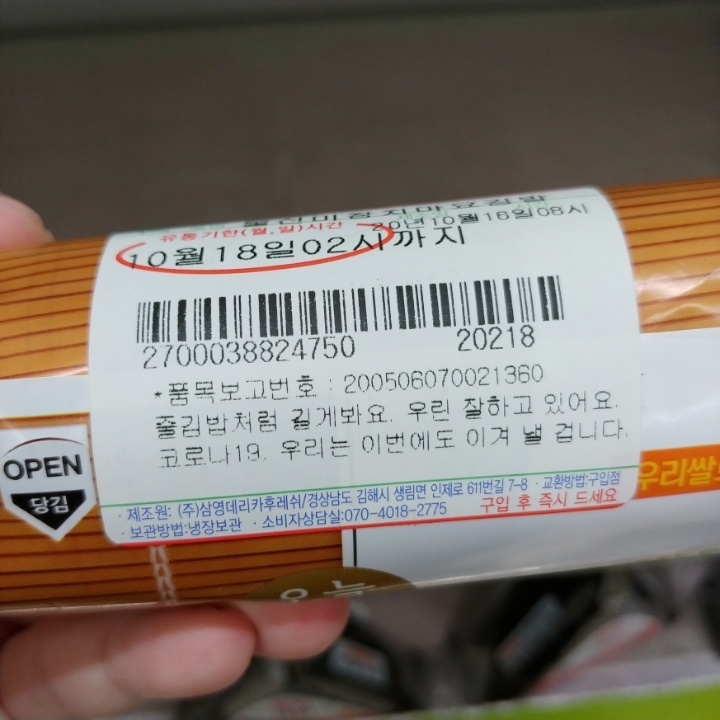 유통기한(월,일)시간
20년10월16일08시
10월18일02시까지
2700038824750 20218
*품목보고번호 : 200506070021360
줄김밥처럼 길게봐요. 우린 잘하고 있어요.
코로나19. 우리는 이번에도 이겨 낼 겁니다.
· 제조원: (주)삼영데리카후레쉬/경상남도 김해시 생림면 인제로 611번길 7-8 · 교환방법:구입점
· 보관방법:냉장보관 · 소비자상담실:070-4018-2775 구입 후 즉시 드세요
OPEN
당김
우리쌀
오늘